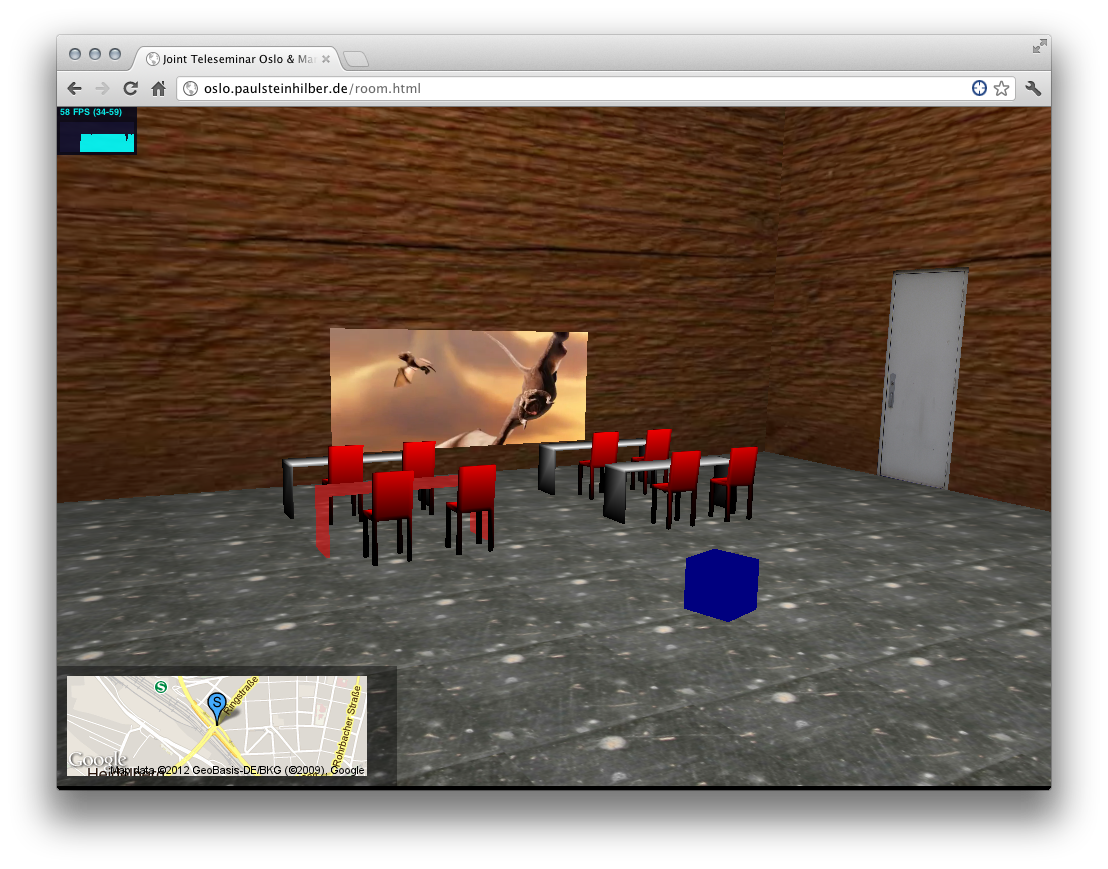 Joint Teleseminar Oslo & Ma
oslo.paulsteinhilber.de/room.html
58 FPS (34-59)
S
S
Ringstraße
Rohrbacher Straße
Google
Heidelberg
Map data ©2012 GeoBasis-DE/BKG (©2009), Google